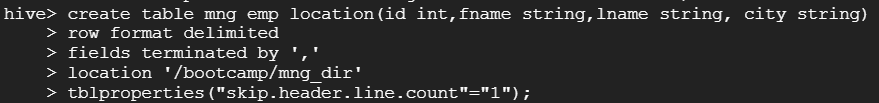 hive> create table mng emp location(id int,fname string,lname string, city string)
> row format delimited
> fields terminated by ','
> location '/bootcamp/mng_dir'
> tblproperties("skip.header.line.count"="1");